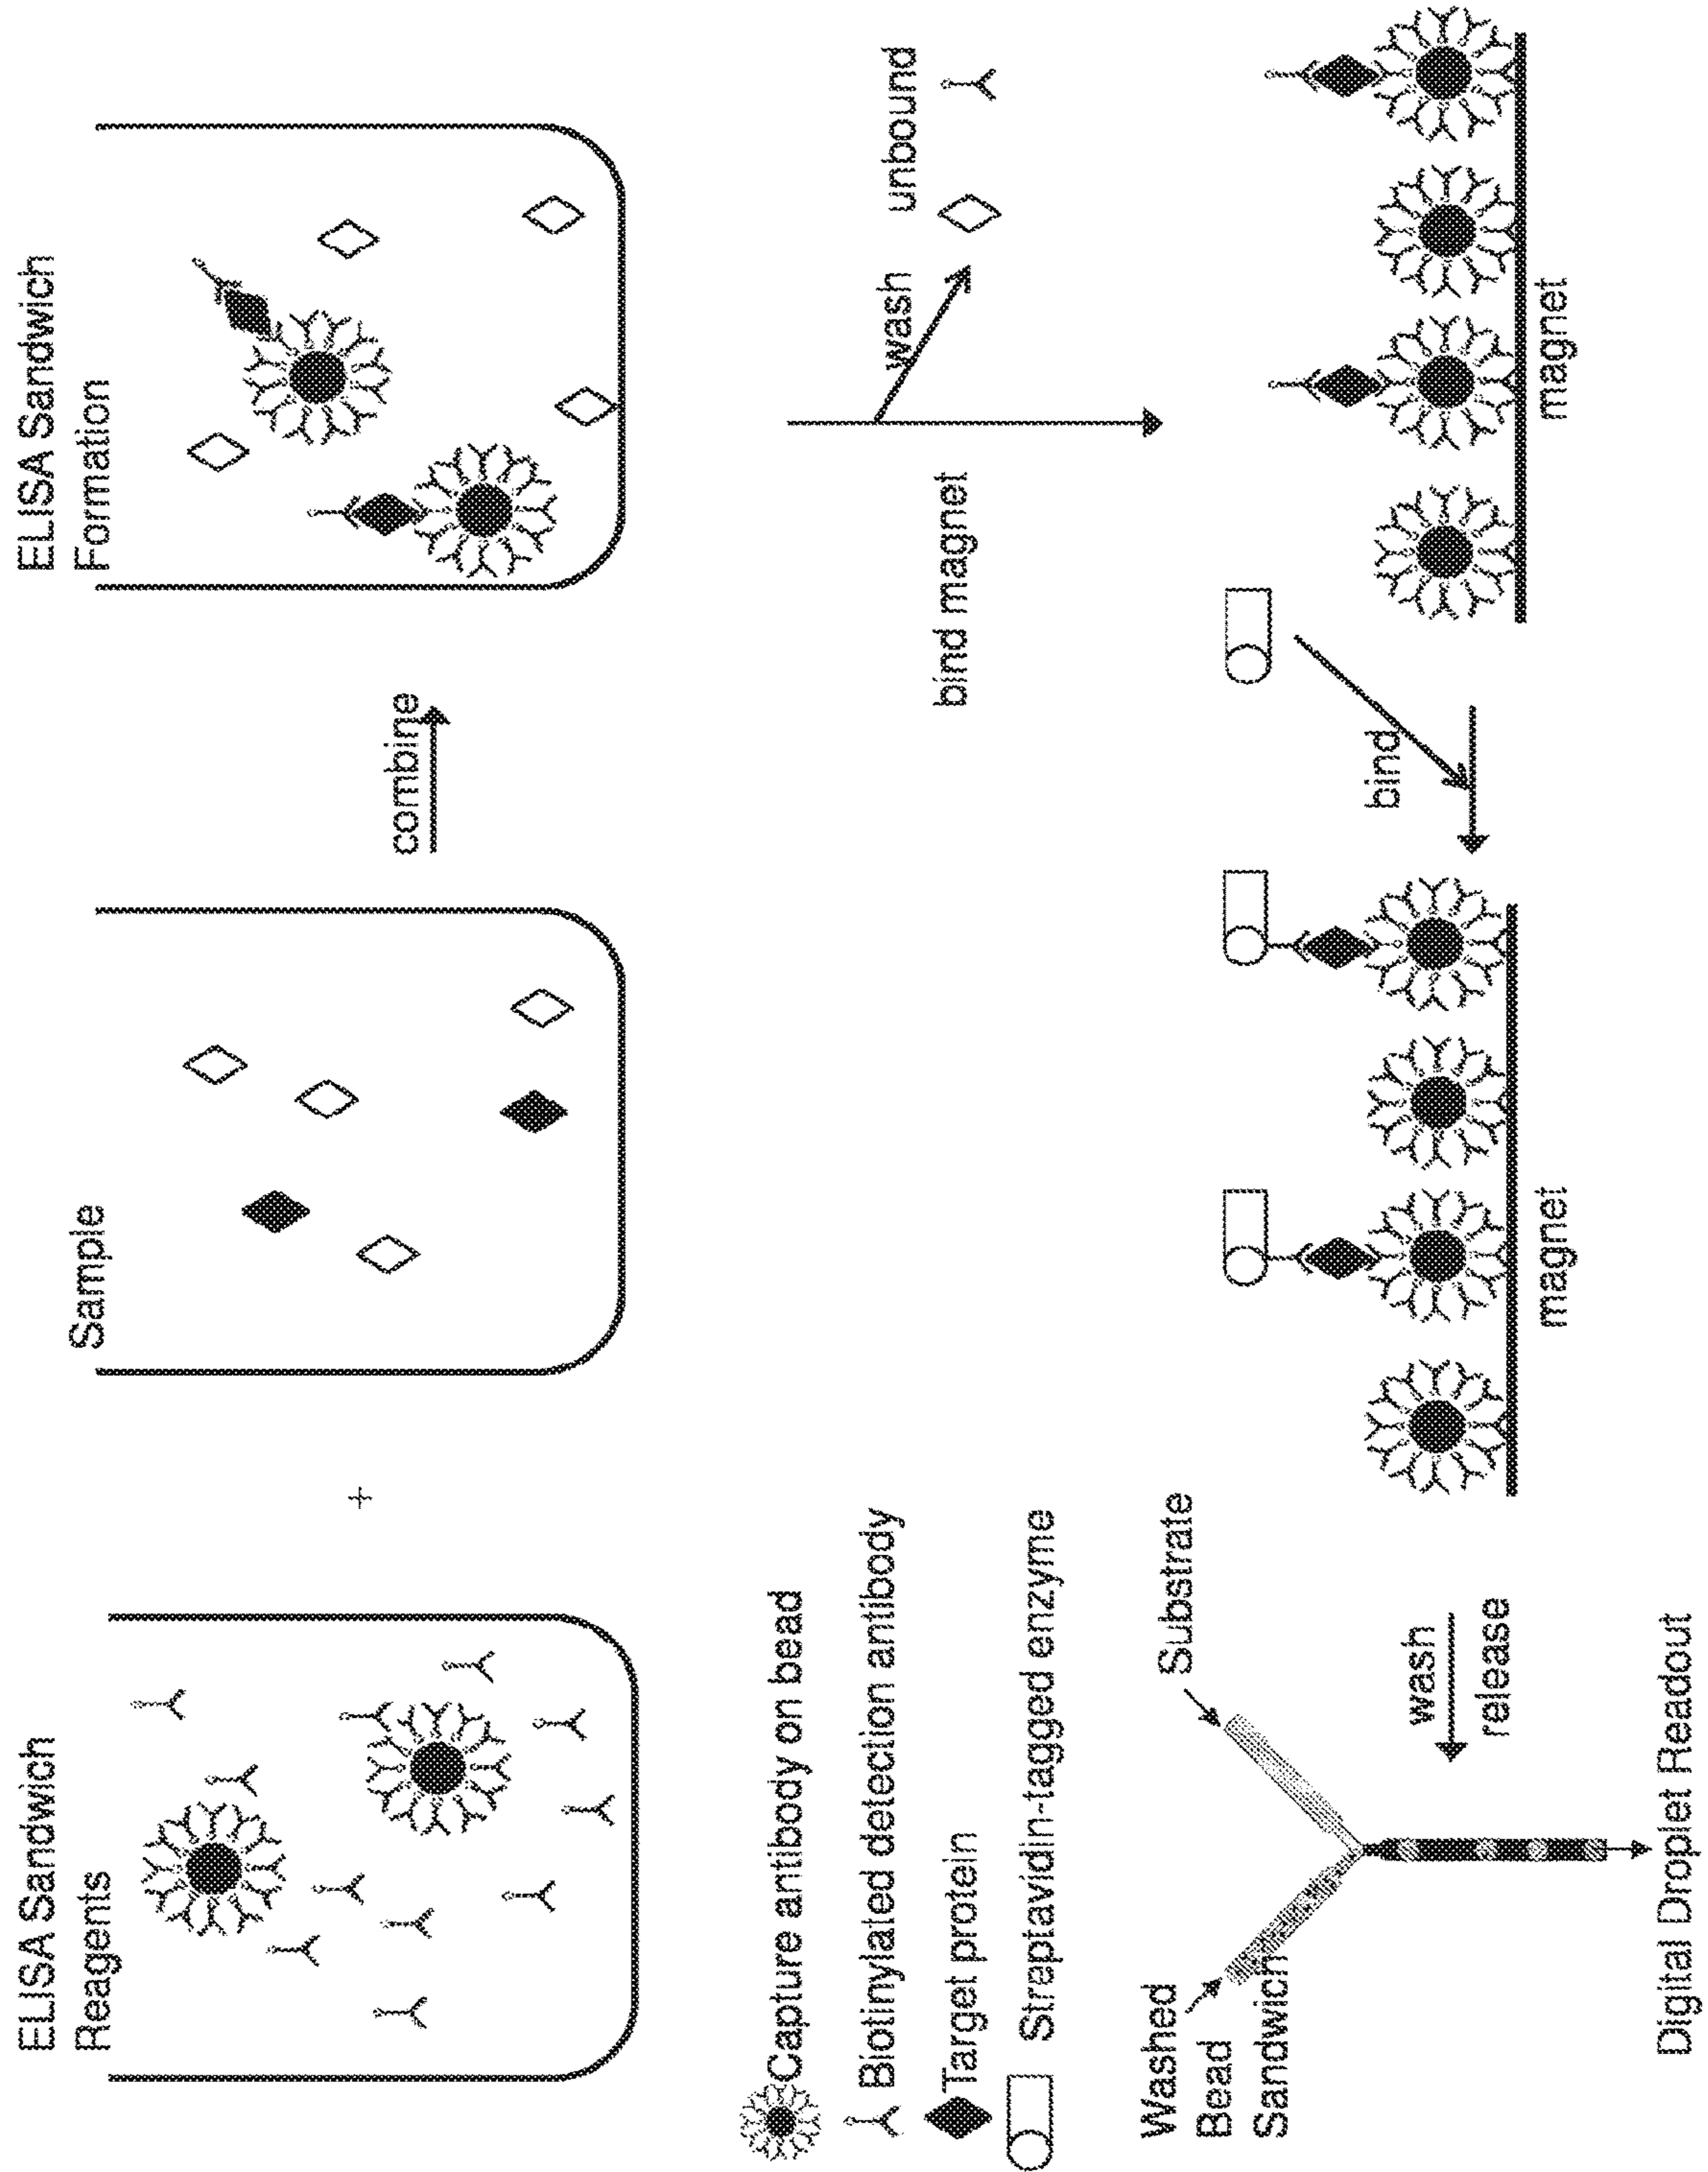 ELISA Sandwich
Reagents
+
Sample
combine
ELISA Sandwich
Formation
Capture antibody on bead
Biotinylated detection antibody
Target protein
Streptavidin-tagged enzyme
bind magnet
wash
unbound
Washed
Bead
Sandwich
Substrate
wash
release
magnet
bind
magnet
Digital Droplet Readout